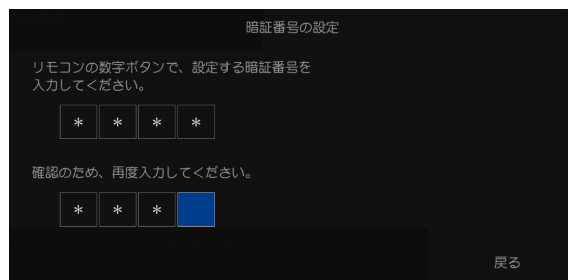 暗証番号の設定
リモコンの数字ボタンで、設定する暗証番号を
入力してください。
* * * *
確認のため、再度入力してください。
* * *
戻る